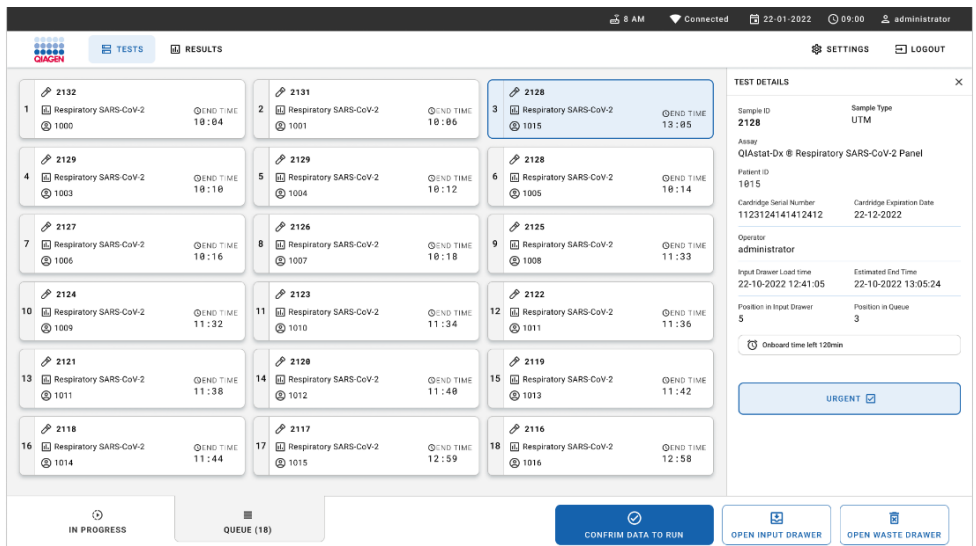 8 AM Connected 22-01-2022 09:00 administrator
QIAGEN TESTS RESULTS SETTINGS LOGOUT
1
2132
Respiratory SARS-CoV-2
1000
END TIME
10:04
2
2131
Respiratory SARS-CoV-2
1001
END TIME
10:06
3
2128
Respiratory SARS-CoV-2
1015
END TIME
13:05
4
2129
Respiratory SARS-CoV-2
1003
END TIME
10:10
5
2129
Respiratory SARS-CoV-2
1004
END TIME
10:12
6
2128
Respiratory SARS-CoV-2
1005
END TIME
10:14
7
2127
Respiratory SARS-CoV-2
1006
END TIME
10:16
8
2126
Respiratory SARS-CoV-2
1007
END TIME
10:18
9
2125
Respiratory SARS-CoV-2
1008
END TIME
11:33
10
2124
Respiratory SARS-CoV-2
1009
END TIME
11:32
11
2123
Respiratory SARS-CoV-2
1010
END TIME
11:34
12
2122
Respiratory SARS-CoV-2
1011
END TIME
11:36
13
2121
Respiratory SARS-CoV-2
1011
END TIME
11:38
14
2120
Respiratory SARS-CoV-2
1012
END TIME
11:40
15
2119
Respiratory SARS-CoV-2
1013
END TIME
11:42
16
2118
Respiratory SARS-CoV-2
1014
END TIME
11:44
17
2117
Respiratory SARS-CoV-2
1015
END TIME
12:59
18
2116
Respiratory SARS-CoV-2
1016
END TIME
12:58
TEST DETAILS
Sample ID Sample Type
2128 UTM
Assay
QIAstat-Dx ® Respiratory SARS-CoV-2 Panel
Patient ID
1015
Cardridge Serial Number Cardridge Expiration Date
1123124141412412 22-12-2022
Operator
administrator
Input Drawer Load time Estimated End Time
22-10-2022 12:41:05 22-10-2022 13:05:24
Position in Input Drawer Position in Queue
5 3
Onboard time left 120min
URGENT
IN PROGRESS
QUEUE (18)
CONFRIM DATA TO RUN
OPEN INPUT DRAWER
OPEN WASTE DRAWER